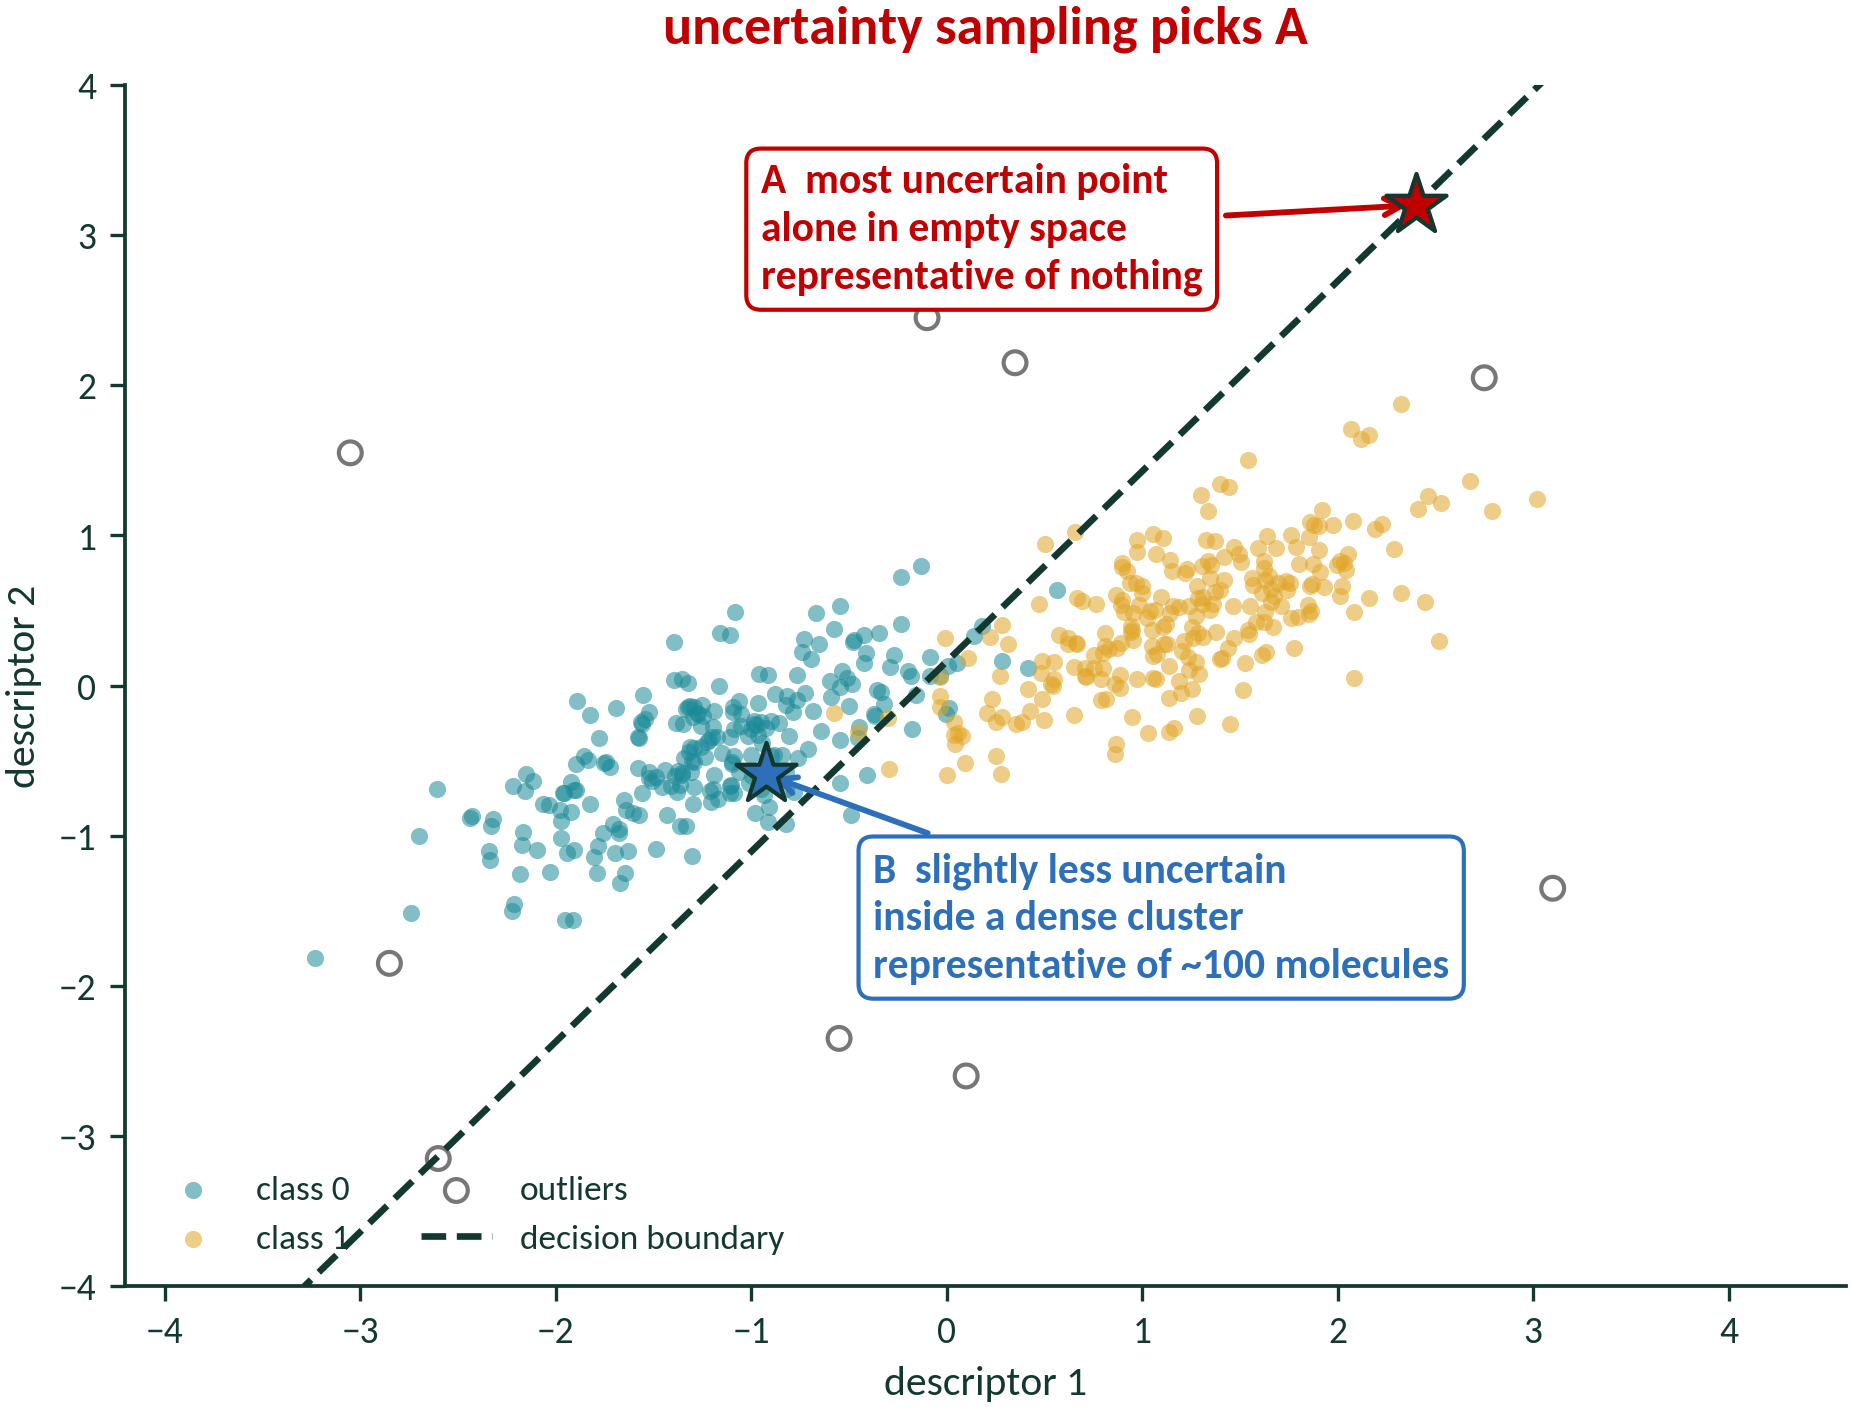 uncertainty sampling picks A
4
3
2
1
0
−1
−2
−3
−4
descriptor 2
A  most uncertain point
alone in empty space
representative of nothing
B  slightly less uncertain
inside a dense cluster
representative of ~100 molecules
class 0
class 1
outliers
decision boundary
−4 −3 −2 −1 0 1 2 3 4
descriptor 1